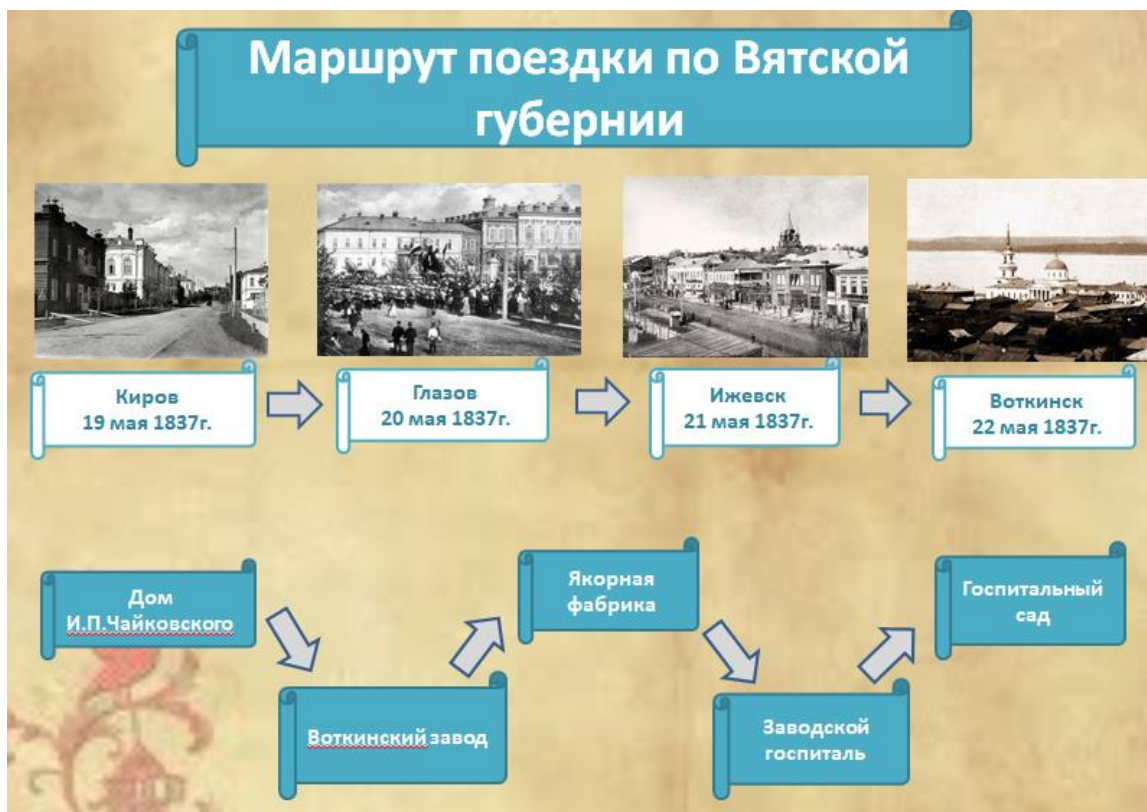 Маршрут поездки по Вятской
губернии
Киров
19 мая 1837г.
Глазов
20 мая 1837г.
Ижевск
21 мая 1837г.
Воткинск
22 мая 1837г.
Дом
И.П.Чайковского
Воткинский завод
Якорная
фабрика
Заводской
госпиталь
Госпитальный
сад